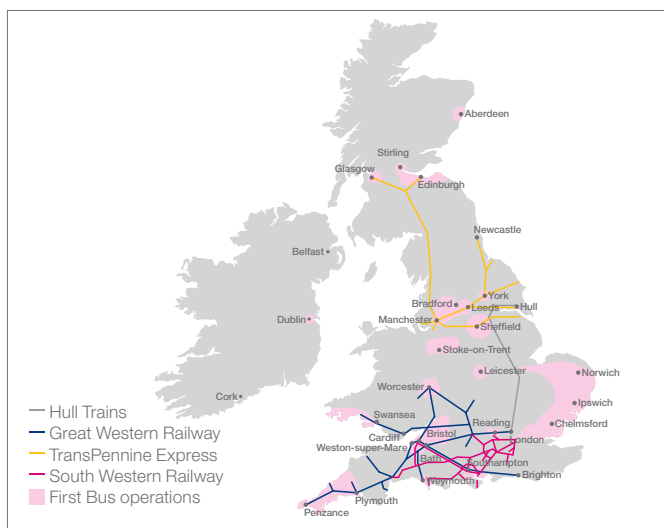 Aberdeen
Stirling
Glasgow
Edinburgh
Newcastle
Belfast
York
Bradford
Leeds
Hull
Dublin
Manchester
Sheffield
Stoke-on-Trent
Leicester
Norwich
Worcester
Cork
Ipswich
Swansea
Reading
Chelmsford
Bristol
Cardiff
London
Weston-super-Mare
Bath
Southampton
Brighton
Weymouth
Plymouth
Penzance
Hull Trains
Great Western Railway
TransPennine Express
South Western Railway
First Bus operations